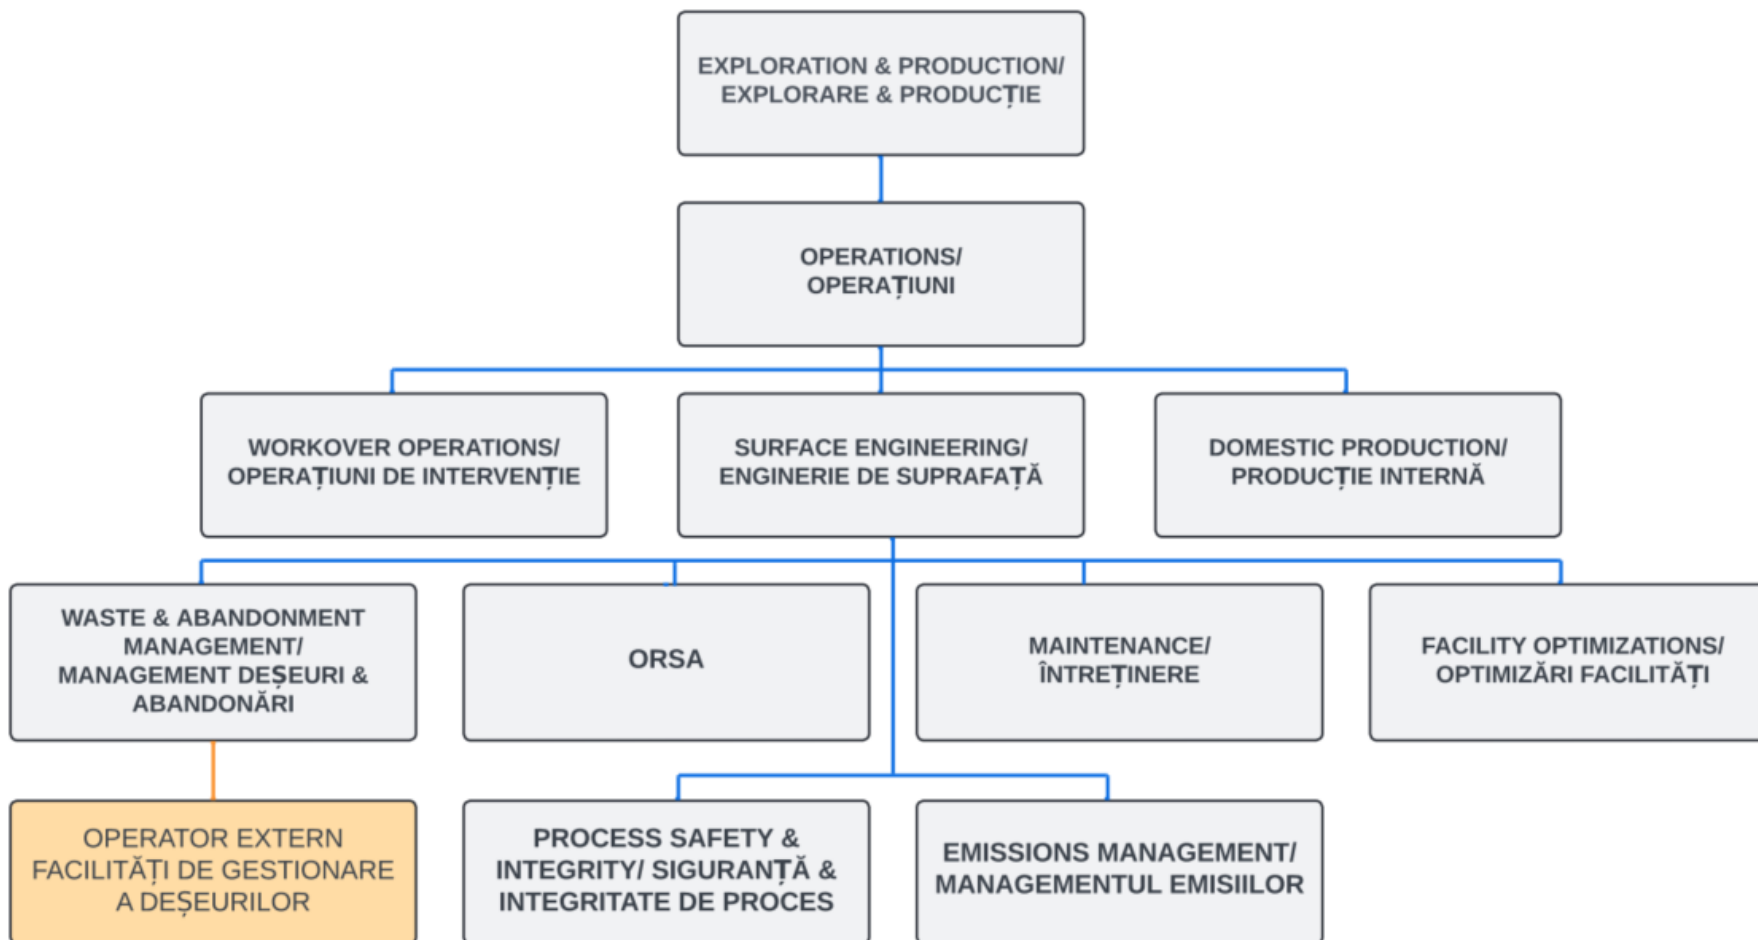 EXPLORATION & PRODUCTION/
EXPLORARE & PRODUCȚIE
OPERATIONS/
OPERAȚIUNI
WORKOVER OPERATIONS/
OPERAȚIUNI DE INTERVENȚIE
SURFACE ENGINEERING/
ENGINERIE DE SUPRAFAȚĂ
DOMESTIC PRODUCTION/
PRODUCȚIE INTERNĂ
WASTE & ABANDONMENT
MANAGEMENT/
MANAGEMENT DEȘEURI &
ABANDONĂRI
ORSA
MAINTENANCE/
ÎNTREȚINERE
FACILITY OPTIMIZATIONS/
OPTIMIZĂRI FACILITĂȚI
OPERATOR EXTERN
FACILITĂȚI DE GESTIONARE
A DEȘEURILOR
PROCESS SAFETY &
INTEGRITY/ SIGURANȚĂ &
INTEGRITATE DE PROCES
EMISSIONS MANAGEMENT/
MANAGEMENTUL EMISIILOR